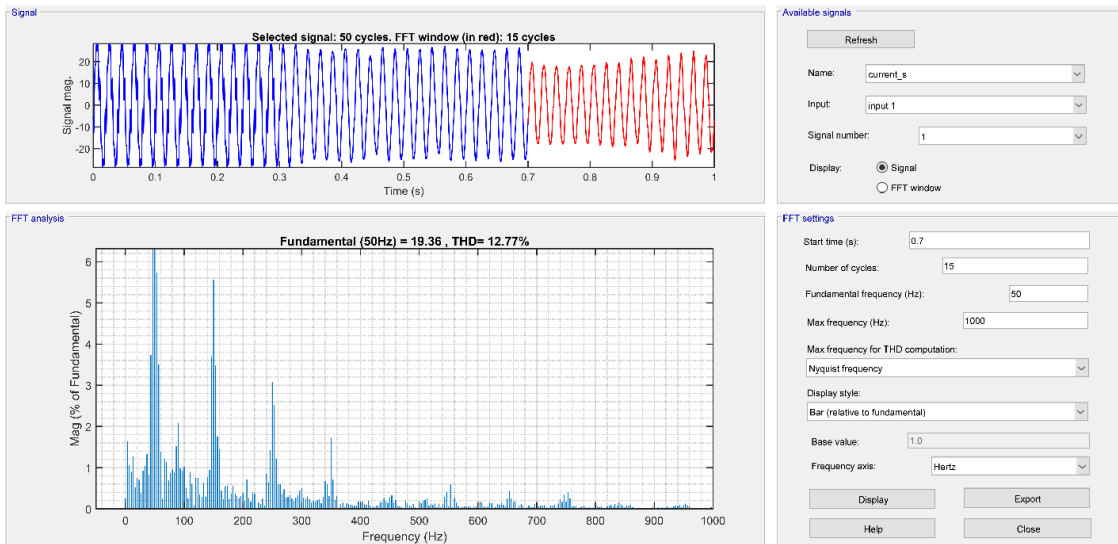 Signal
Selected signal: 50 cycles. FFT window (in red): 15 cycles
Signal mag.
20
10
0
-10
-20
0 0.1 0.2 0.3 0.4 0.5 0.6 0.7 0.8 0.9 1
Time (s)
FFT analysis
Fundamental (50Hz) = 19.36 , THD= 12.77%
Mag (% of Fundamental)
6
5
4
3
2
1
0
0 100 200 300 400 500 600 700 800 900 1000
Frequency (Hz)
Available signals
Refresh
Name: current_s
Input: input 1
Signal number: 1
Display: Signal
FFT window
FFT settings
Start time (s): 0.7
Number of cycles: 15
Fundamental frequency (Hz): 50
Max frequency (Hz): 1000
Max frequency for THD computation:
Nyquist frequency
Display style:
Bar (relative to fundamental)
Base value: 1.0
Frequency axis: Hertz
Display Export
Help Close